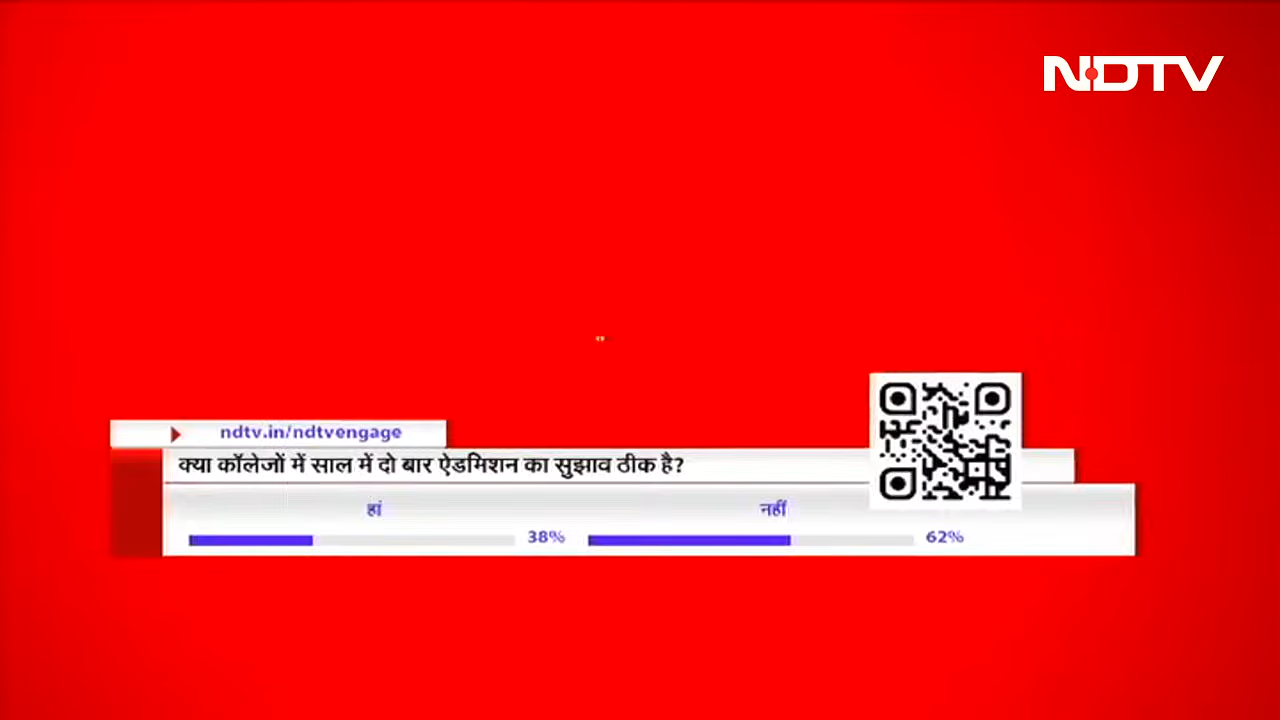 NDTV
ndtv.in/ndtvengage
क्या कॉलेजों में साल में दो बार ऐडमिशन का सुझाव ठीक है?
हां
38%
नहीं
62%